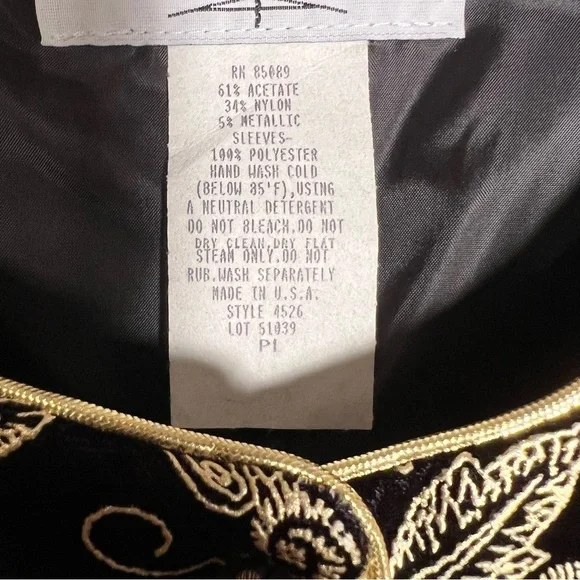 RN 85089
61% ACETATE
34% NYLON
5% METALLIC
SLEEVES-
100% POLYESTER
HAND WASH COLD
(BELOW 85'F),USING
A NEUTRAL DETERGENT
DO NOT BLEACH.DO NOT
DRY CLEAN,DRY FLAT
STEAM ONLY.DO NOT
RUB.WASH SEPARATELY
MADE IN U.S.A.
STYLE 4526
LOT 51039
PI